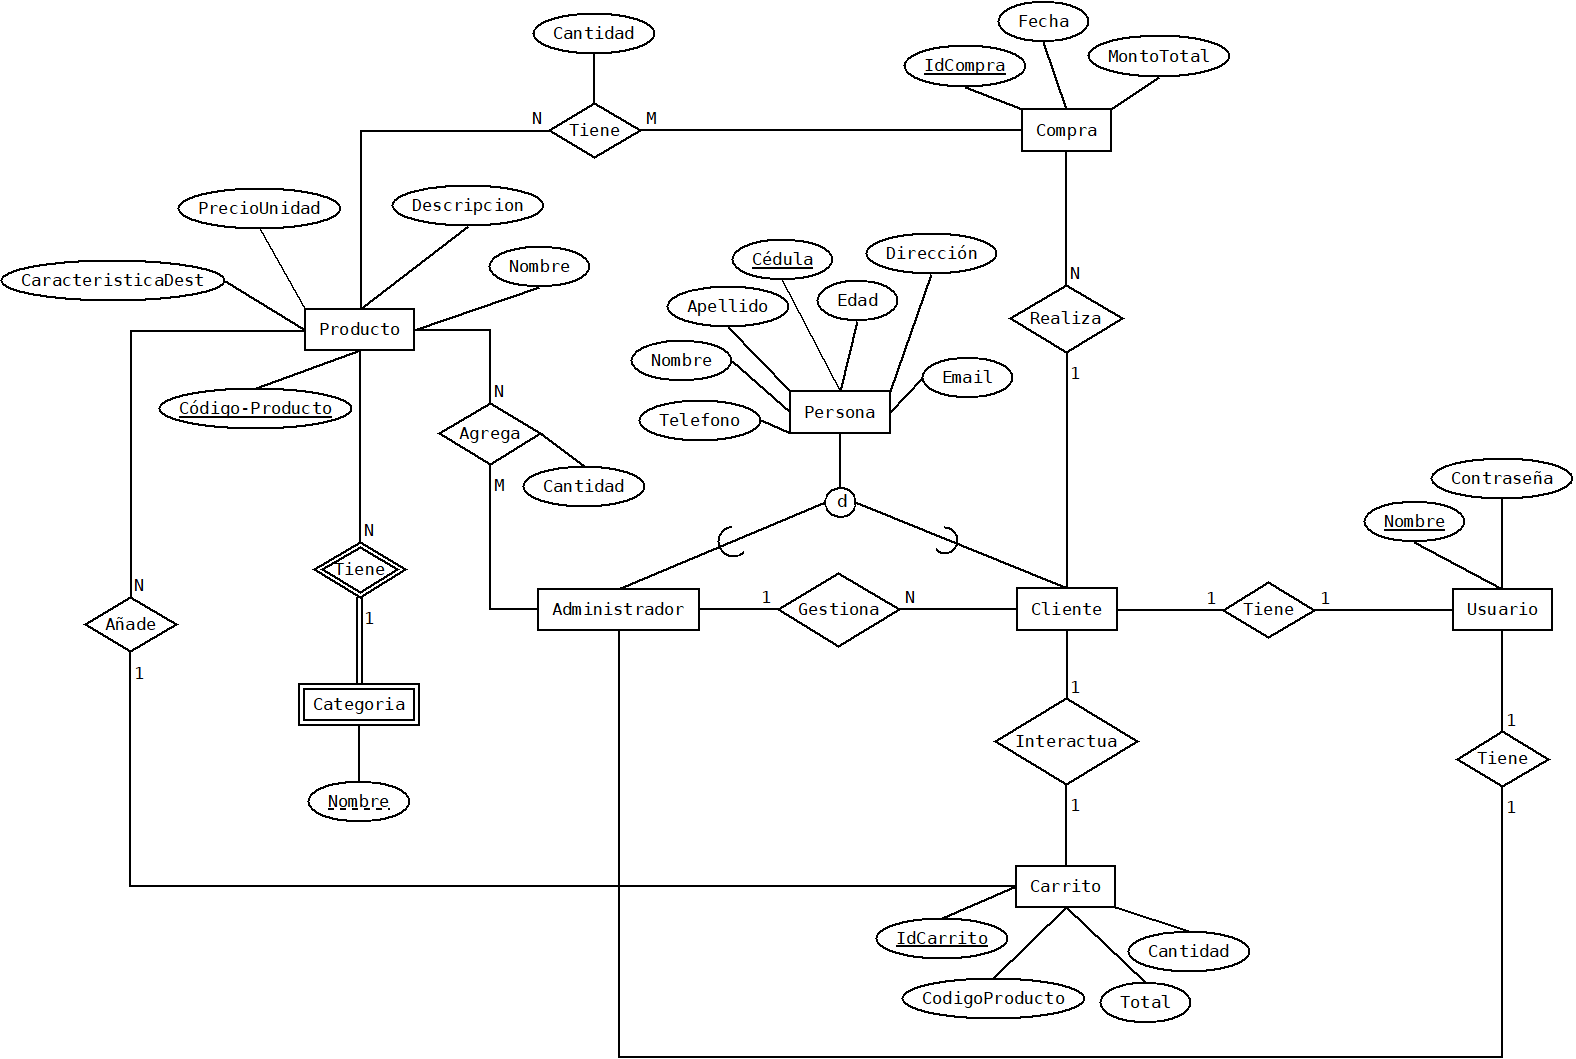 Fecha
Cantidad
MontoTotal
IdCompra
N
M
Tiene
Compra
PrecioUnidad
Descripcion
Cédula
Dirección
Nombre
CaracteristicaDest
N
Apellido
Edad
Realiza
Producto
Nombre
1
Email
N
Código-Producto
Persona
Telefono
Agrega
M
Cantidad
Contraseña
d
Nombre
N
Tiene
N
1
N
1
1
Administrador
Gestiona
Cliente
Tiene
Usuario
1
Añade
1
1
Categoria
1
Interactua
Tiene
Nombre
1
1
Carrito
IdCarrito
Cantidad
CodigoProducto
Total